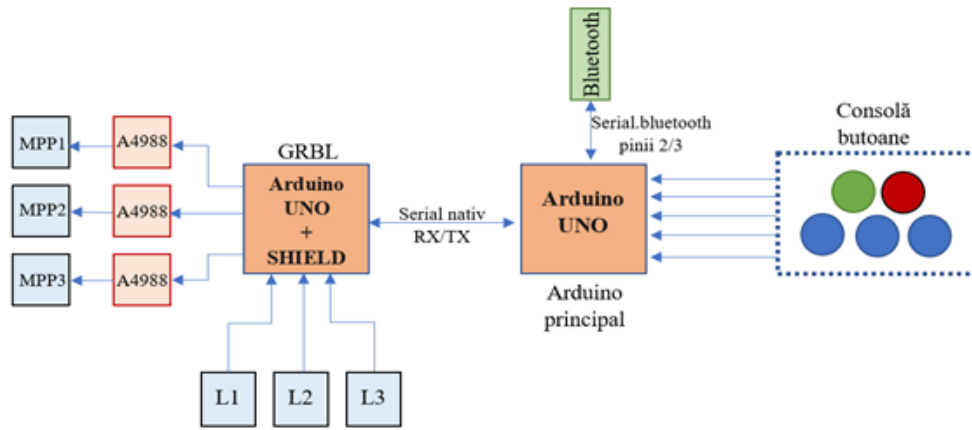 Bluetooth
Serial.bluetooth
pinii 2/3
Consolă
butoane
MPP1
A4988
MPP2
A4988
MPP3
A4988
GRBL
Arduino
UNO
+
SHIELD
Serial nativ
RX/TX
Arduino
UNO
Arduino
principal
L1
L2
L3